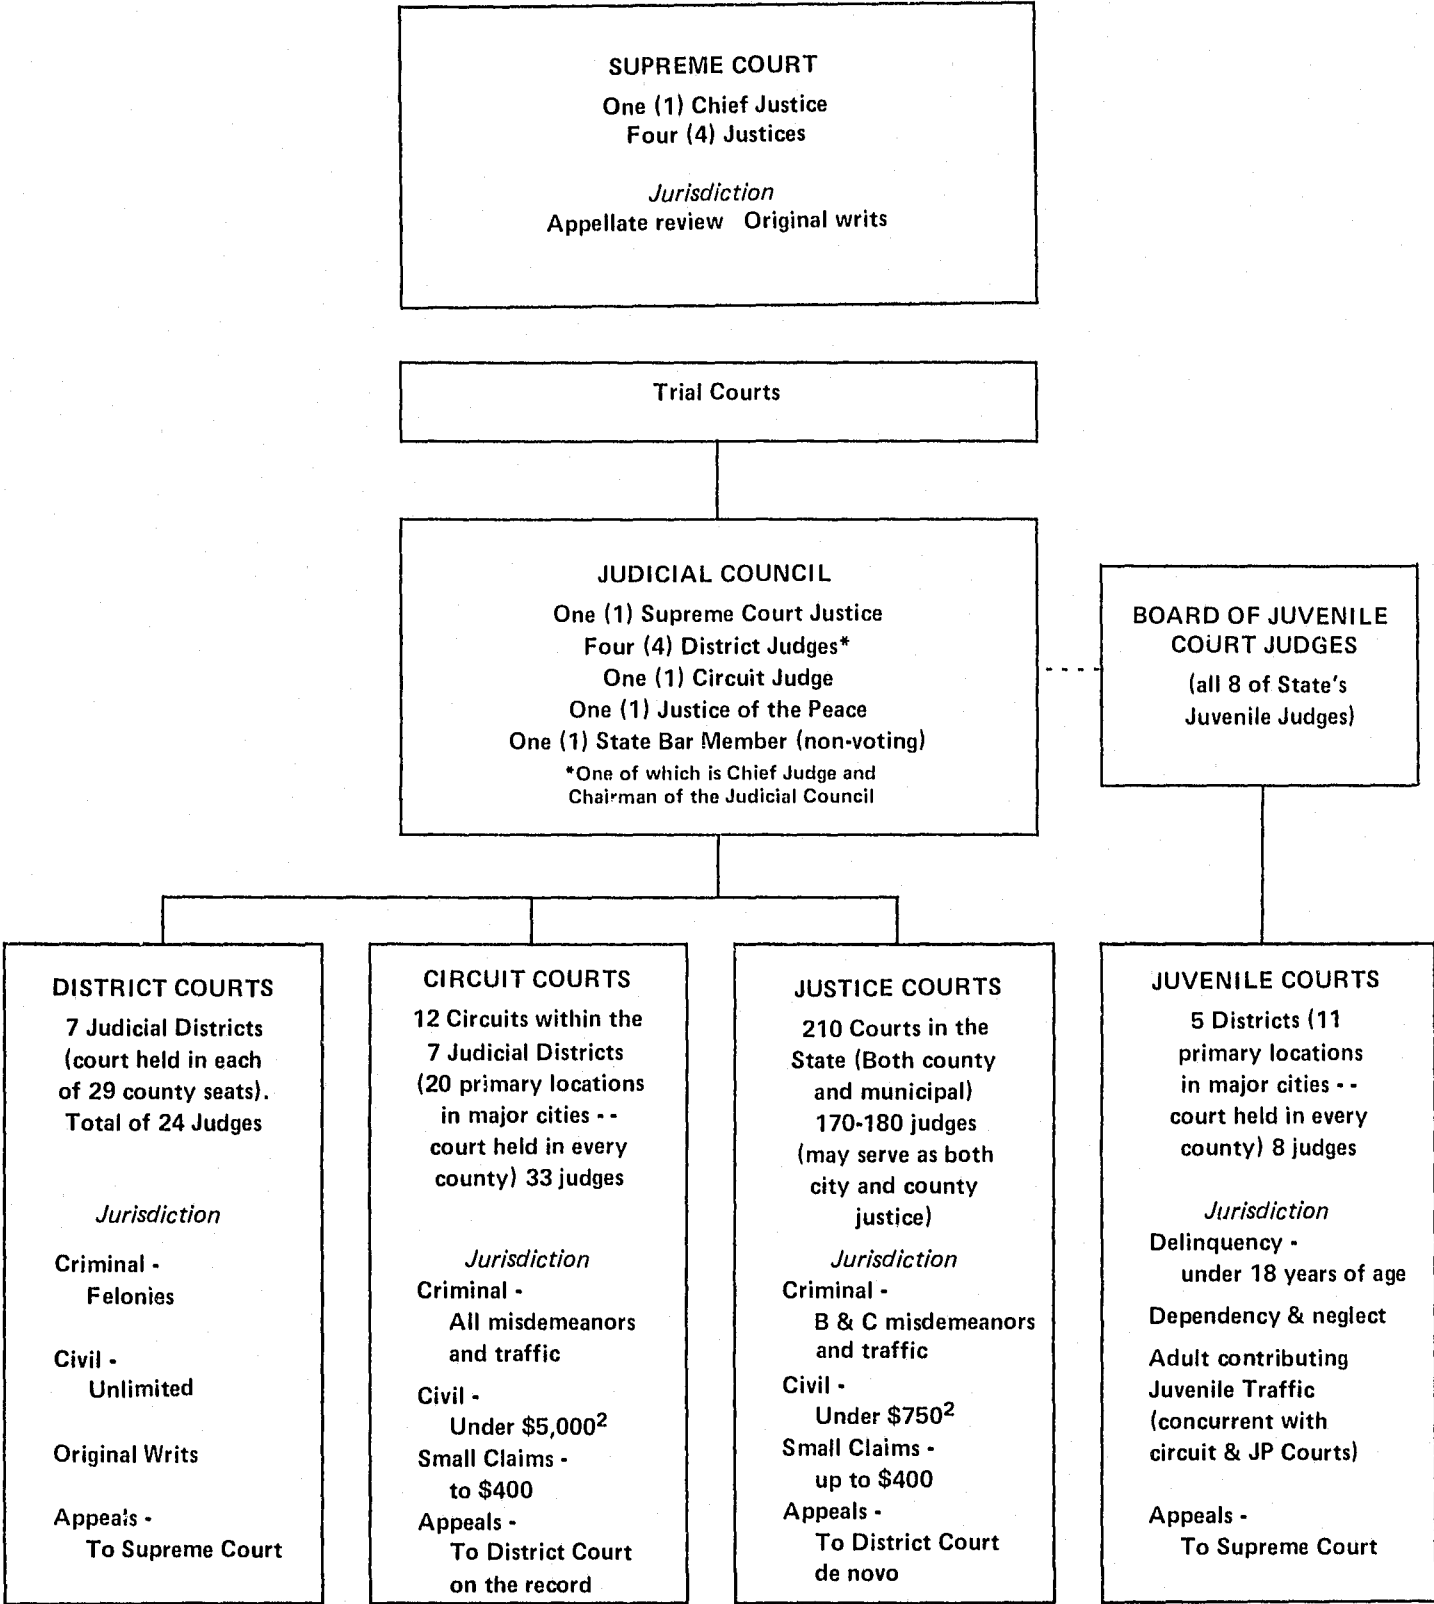 SUPREME COURT
One (1) Chief Justice
Four (4) Justices
Jurisdiction
Appellate review Original writs
Trial Courts
JUDICIAL COUNCIL
One (1) Supreme Court Justice
Four (4) District Judges*
One (1) Circuit Judge
One (1) Justice of the Peace
One (1) State Bar Member (non-voting)
*One of which is Chief Judge and
Chairman of the Judicial Council
BOARD OF JUVENILE
COURT JUDGES
(all 8 of State's
Juvenile Judges)
DISTRICT COURTS
7 Judicial Districts
(court held in each
of 29 county seats).
Total of 24 Judges
Jurisdiction
Criminal -
Felonies
Civil -
Unlimited
Original Writs
Appeals -
To Supreme Court
CIRCUIT COURTS
12 Circuits within the
7 Judicial Districts
(20 primary locations
in major cities - -
court held in every
county) 33 judges
Jurisdiction
Criminal -
All misdemeanors
and traffic
Civil -
Under $5,000²
Small Claims -
to $400
Appeals -
To District Court
on the record
JUSTICE COURTS
210 Courts in the
State (Both county
and municipal)
170-180 judges
(may serve as both
city and county
justice)
Jurisdiction
Criminal -
B & C misdemeanors
and traffic
Civil -
Under $750²
Small Claims -
up to $400
Appeals -
To District Court
de novo
JUVENILE COURTS
5 Districts (11
primary locations
in major cities - -
court held in every
county) 8 judges
Jurisdiction
Delinquency -
under 18 years of age
Dependency & neglect
Adult contributing
Juvenile Traffic
(concurrent with
circuit & JP Courts)
Appeals -
To Supreme Court